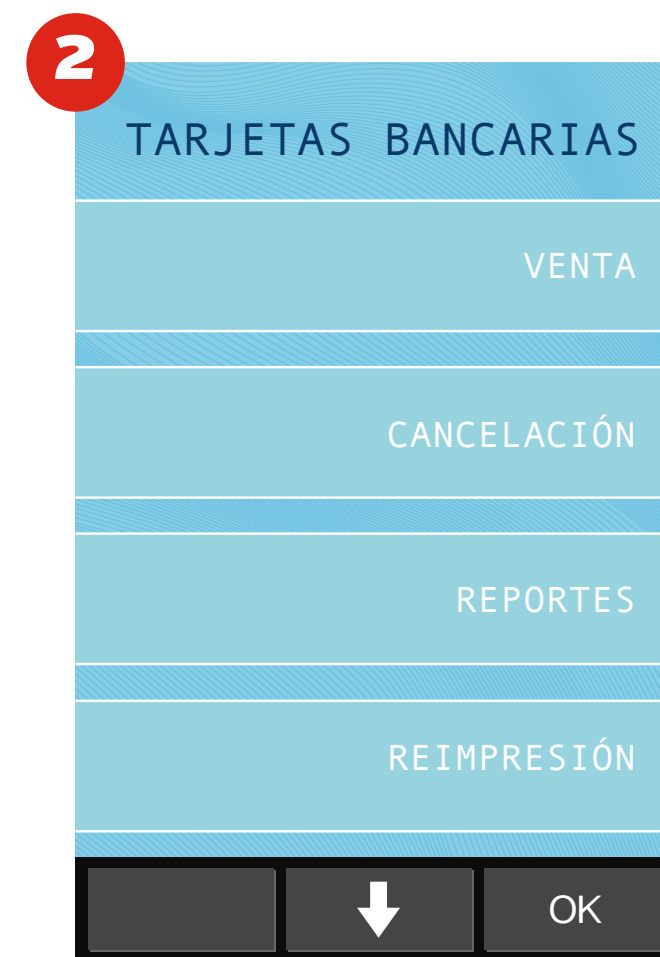 2
TARJETAS BANCARIAS
VENTA
CANCELACIÓN
REPORTES
REIMPRESIÓN
OK